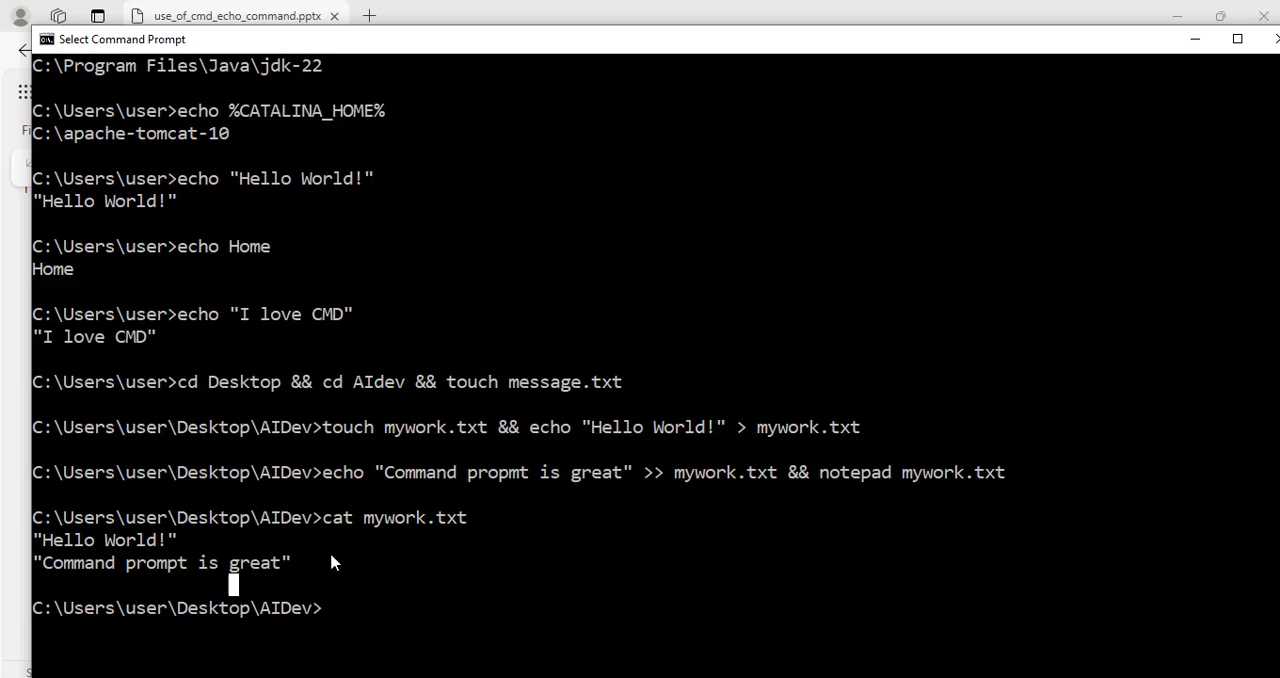 use_of_cmd_echo_command.pptx
Select Command Prompt
C:\Program Files\Java\jdk-22
C:\Users\user>echo %CATALINA_HOME%
C:\apache-tomcat-10
C:\Users\user>echo "Hello World!"
"Hello World!"
C:\Users\user>echo Home
Home
C:\Users\user>echo "I love CMD"
"I love CMD"
C:\Users\user>cd Desktop && cd AIdev && touch message.txt
C:\Users\user\Desktop\AIDev>touch mywork.txt && echo "Hello World!" > mywork.txt
C:\Users\user\Desktop\AIDev>echo "Command propmt is great" >> mywork.txt && notepad mywork.txt
C:\Users\user\Desktop\AIDev>cat mywork.txt
"Hello World!"
"Command prompt is great"
C:\Users\user\Desktop\AIDev>